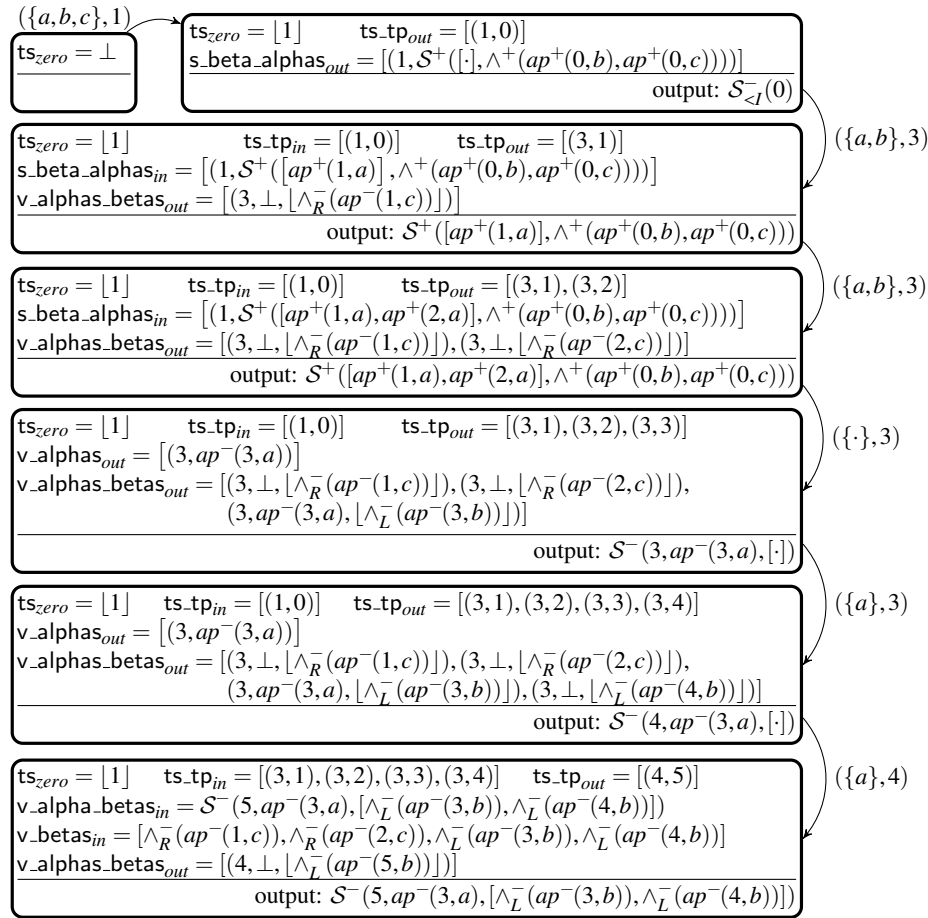 ({a,b,c},1)
ts_zero = ⊥
ts_zero = ⌊1⌋ ts_tp_out = [(1,0)]
s_beta_alphas_out = [(1,𝒮⁺([·],∧⁺(ap⁺(0,b),ap⁺(0,c))))]
output: 𝒮⁻_{<I}(0)
({a,b},3)
ts_zero = ⌊1⌋ ts_tp_in = [(1,0)] ts_tp_out = [(3,1)]
s_beta_alphas_in = [(1,𝒮⁺([ap⁺(1,a)],∧⁺(ap⁺(0,b),ap⁺(0,c))))]
v_alphas_betas_out = [(3,⊥,⌊∧⁻_R(ap⁻(1,c))⌋)]
output: 𝒮⁺([ap⁺(1,a)],∧⁺(ap⁺(0,b),ap⁺(0,c)))
({a,b},3)
ts_zero = ⌊1⌋ ts_tp_in = [(1,0)] ts_tp_out = [(3,1),(3,2)]
s_beta_alphas_in = [(1,𝒮⁺([ap⁺(1,a),ap⁺(2,a)],∧⁺(ap⁺(0,b),ap⁺(0,c))))]
v_alphas_betas_out = [(3,⊥,⌊∧⁻_R(ap⁻(1,c))⌋),(3,⊥,⌊∧⁻_R(ap⁻(2,c))⌋)]
output: 𝒮⁺([ap⁺(1,a),ap⁺(2,a)],∧⁺(ap⁺(0,b),ap⁺(0,c)))
({·},3)
ts_zero = ⌊1⌋ ts_tp_in = [(1,0)] ts_tp_out = [(3,1),(3,2),(3,3)]
v_alphas_out = [(3,ap⁻(3,a))]
v_alphas_betas_out = [(3,⊥,⌊∧⁻_R(ap⁻(1,c))⌋),(3,⊥,⌊∧⁻_R(ap⁻(2,c))⌋),
(3,ap⁻(3,a),⌊∧⁻_L(ap⁻(3,b))⌋)]
output: 𝒮⁻(3,ap⁻(3,a),[·])
({a},3)
ts_zero = ⌊1⌋ ts_tp_in = [(1,0)] ts_tp_out = [(3,1),(3,2),(3,3),(3,4)]
v_alphas_out = [(3,ap⁻(3,a))]
v_alphas_betas_out = [(3,⊥,⌊∧⁻_R(ap⁻(1,c))⌋),(3,⊥,⌊∧⁻_R(ap⁻(2,c))⌋),
(3,ap⁻(3,a),⌊∧⁻_L(ap⁻(3,b))⌋),(3,⊥,⌊∧⁻_L(ap⁻(4,b))⌋)]
output: 𝒮⁻(4,ap⁻(3,a),[·])
({a},4)
ts_zero = ⌊1⌋ ts_tp_in = [(3,1),(3,2),(3,3),(3,4)] ts_tp_out = [(4,5)]
v_alpha_betas_in = 𝒮⁻(5,ap⁻(3,a),[∧⁻_L(ap⁻(3,b)),∧⁻_L(ap⁻(4,b))])
v_betas_in = [∧⁻_R(ap⁻(1,c)),∧⁻_R(ap⁻(2,c)),∧⁻_L(ap⁻(3,b)),∧⁻_L(ap⁻(4,b))]
v_alphas_betas_out = [(4,⊥,⌊∧⁻_L(ap⁻(5,b))⌋)]
output: 𝒮⁻(5,ap⁻(3,a),[∧⁻_L(ap⁻(3,b)),∧⁻_L(ap⁻(4,b))])